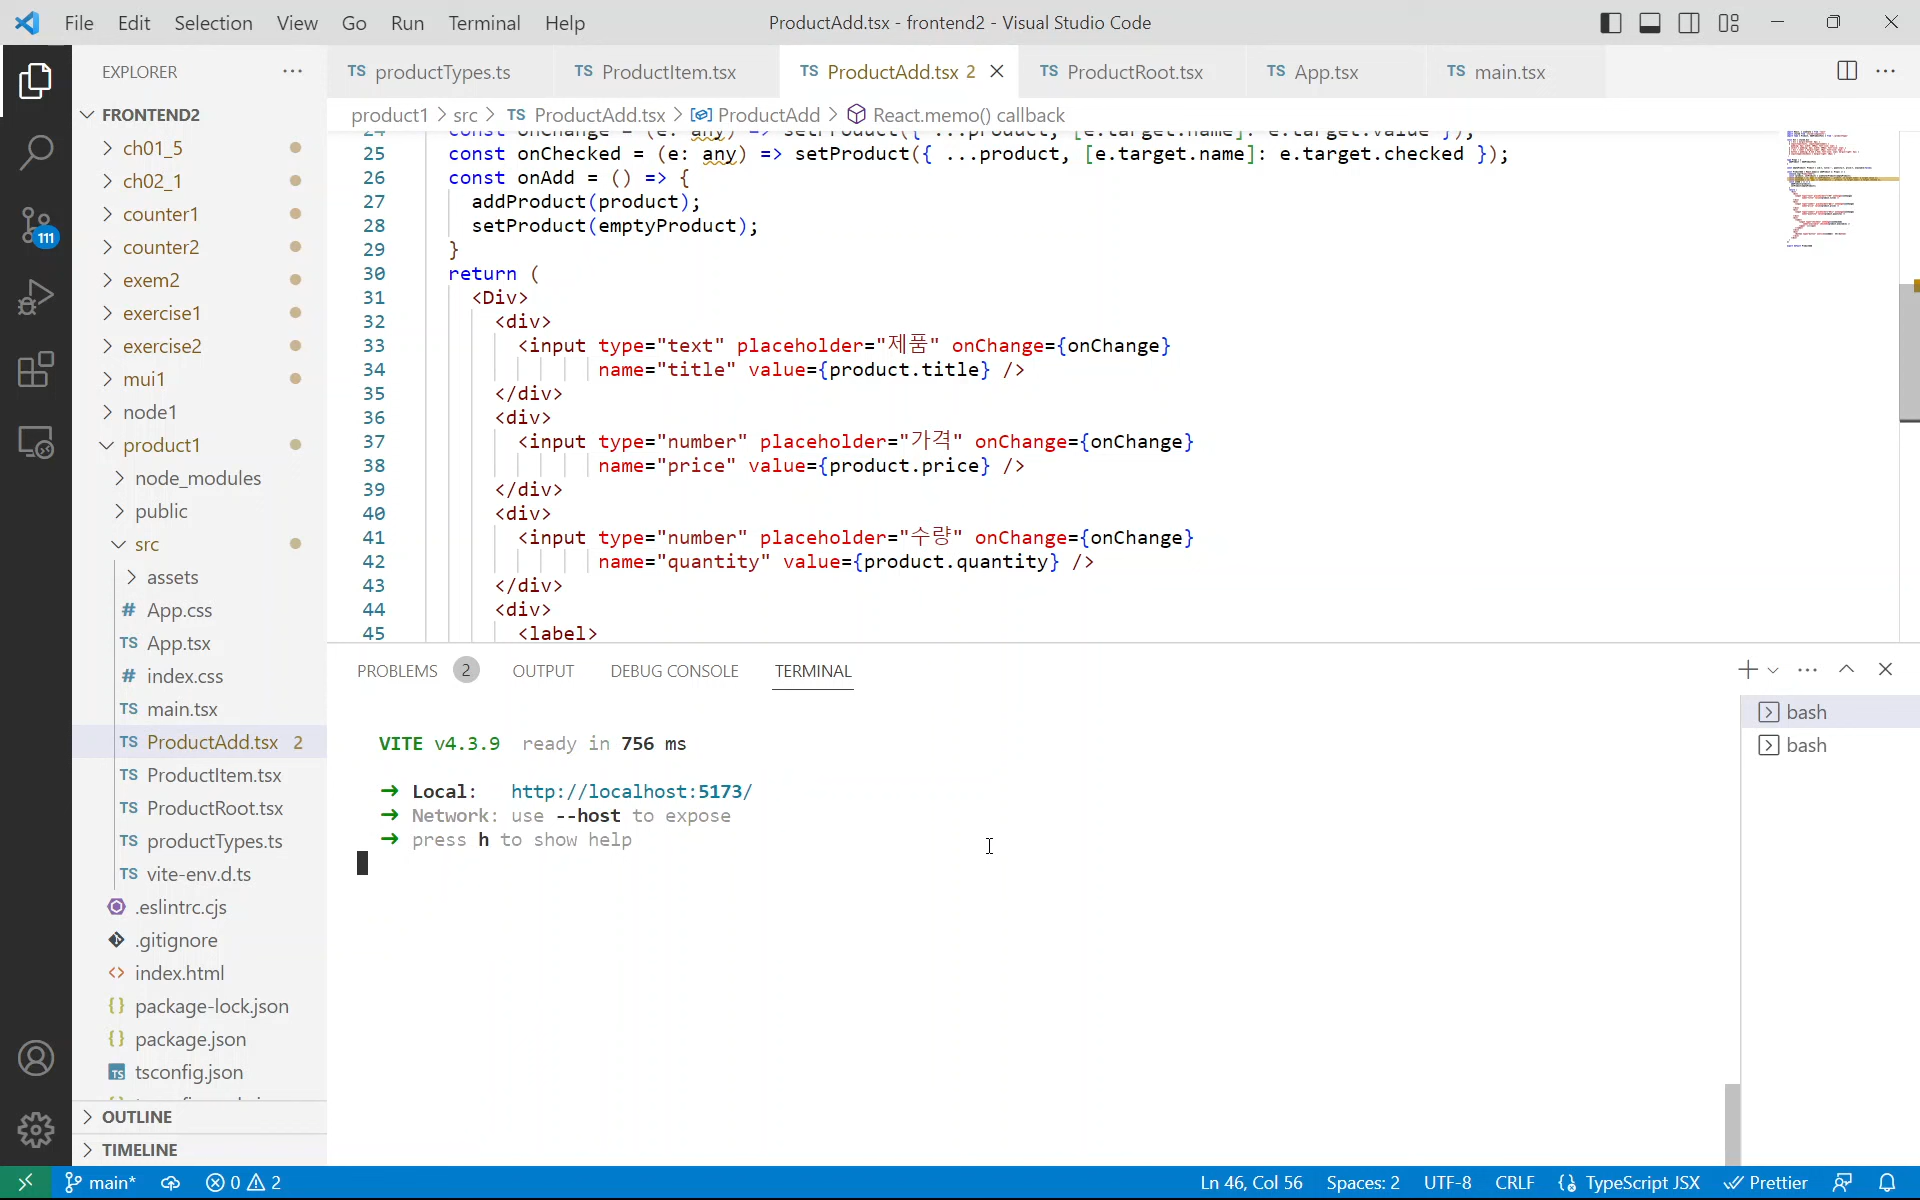 File Edit Selection View Go Run Terminal Help ProductAdd.tsx - frontend2 - Visual Studio Code
EXPLORER
TS productTypes.ts TS ProductItem.tsx TS ProductAdd.tsx 2 TS ProductRoot.tsx TS App.tsx TS main.tsx
product1 > src > TS ProductAdd.tsx > ProductAdd > React.memo() callback
FRONTEND2
ch01_5
ch02_1
counter1
counter2
exem2
exercise1
exercise2
mui1
node1
product1
node_modules
public
src
assets
# App.css
TS App.tsx
# index.css
TS main.tsx
TS ProductAdd.tsx 2
TS ProductItem.tsx
TS ProductRoot.tsx
TS productTypes.ts
TS vite-env.d.ts
.eslintrc.cjs
.gitignore
<> index.html
{} package-lock.json
{} package.json
TS tsconfig.json
OUTLINE
TIMELINE
111
24 const onChange = (e: any) => setProduct({ ...product, [e.target.name]: e.target.value });
25 const onChecked = (e: any) => setProduct({ ...product, [e.target.name]: e.target.checked });
26 const onAdd = () => {
27 addProduct(product);
28 setProduct(emptyProduct);
29 }
30 return (
31 <Div>
32 <div>
33 <input type="text" placeholder="제품" onChange={onChange}
34 name="title" value={product.title} />
35 </div>
36 <div>
37 <input type="number" placeholder="가격" onChange={onChange}
38 name="price" value={product.price} />
39 </div>
40 <div>
41 <input type="number" placeholder="수량" onChange={onChange}
42 name="quantity" value={product.quantity} />
43 </div>
44 <div>
45 <label>
PROBLEMS 2 OUTPUT DEBUG CONSOLE TERMINAL
VITE v4.3.9 ready in 756 ms
➜ Local: http://localhost:5173/
➜ Network: use --host to expose
➜ press h to show help
bash
bash
main* 0 2 Ln 46, Col 56 Spaces: 2 UTF-8 CRLF {} TypeScript JSX Prettier